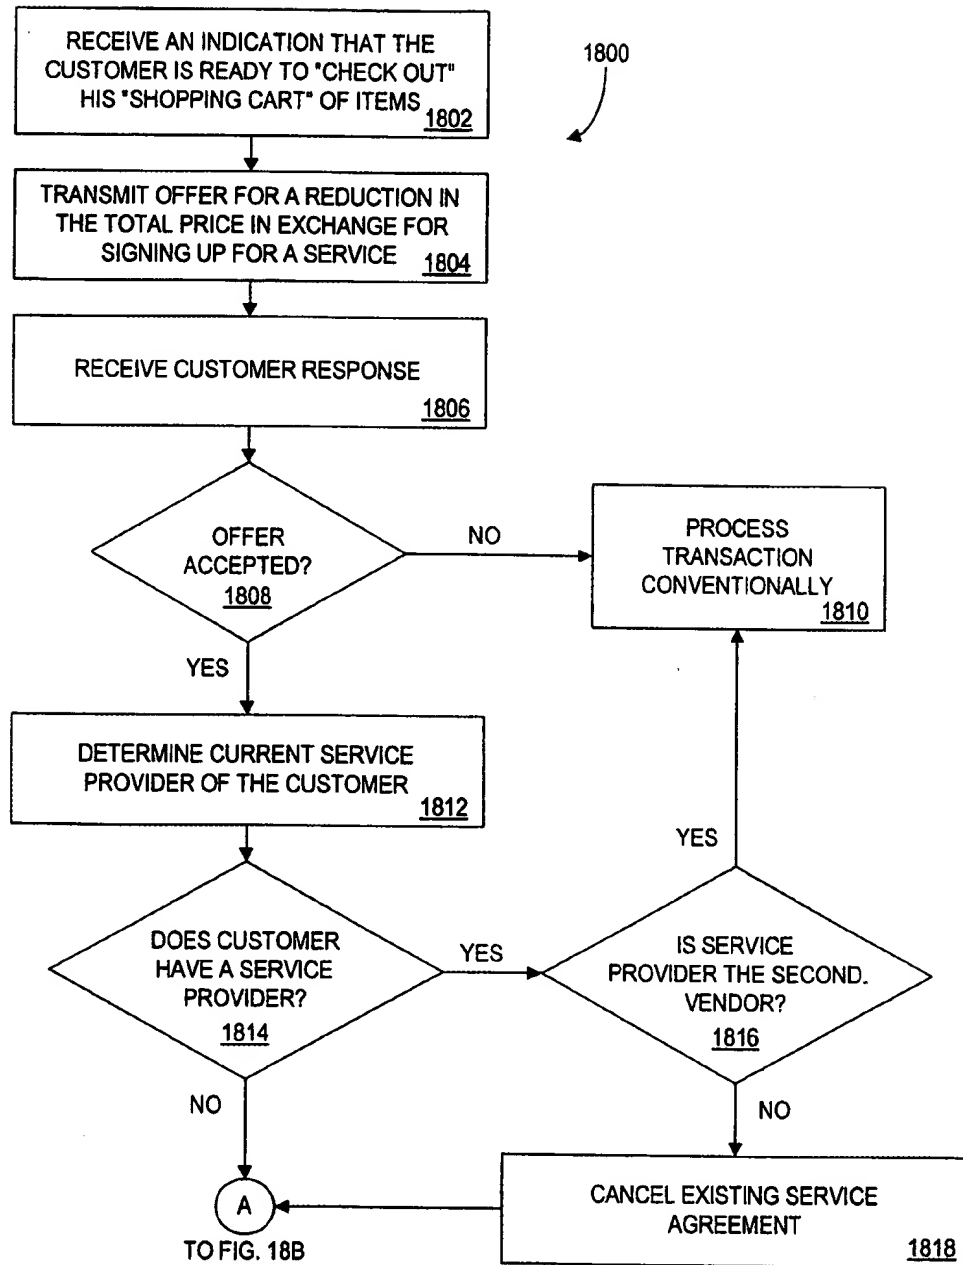 RECEIVE AN INDICATION THAT THE
CUSTOMER IS READY TO "CHECK OUT"
HIS "SHOPPING CART" OF ITEMS
1802
1800
TRANSMIT OFFER FOR A REDUCTION IN
THE TOTAL PRICE IN EXCHANGE FOR
SIGNING UP FOR A SERVICE
1804
RECEIVE CUSTOMER RESPONSE
1806
OFFER
ACCEPTED?
1808
NO
PROCESS
TRANSACTION
CONVENTIONALLY
1810
YES
DETERMINE CURRENT SERVICE
PROVIDER OF THE CUSTOMER
1812
YES
DOES CUSTOMER
HAVE A SERVICE
PROVIDER?
1814
YES
IS SERVICE
PROVIDER THE SECOND.
VENDOR?
1816
NO
NO
A
TO FIG. 18B
CANCEL EXISTING SERVICE
AGREEMENT
1818